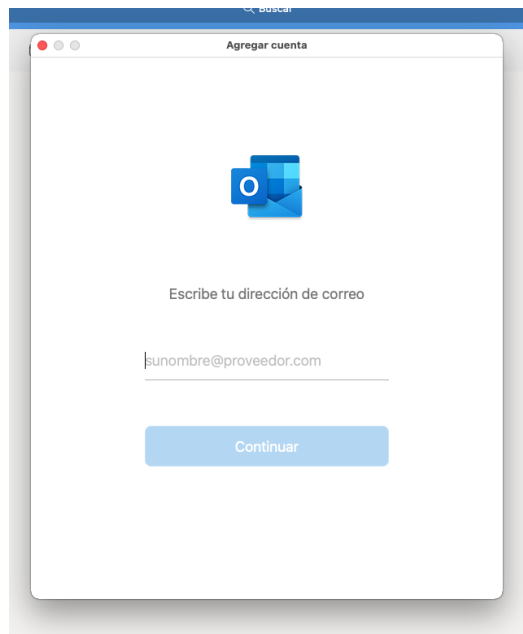 Buscar
Agregar cuenta
O
Escribe tu dirección de correo
sunombre@proveedor.com
Continuar